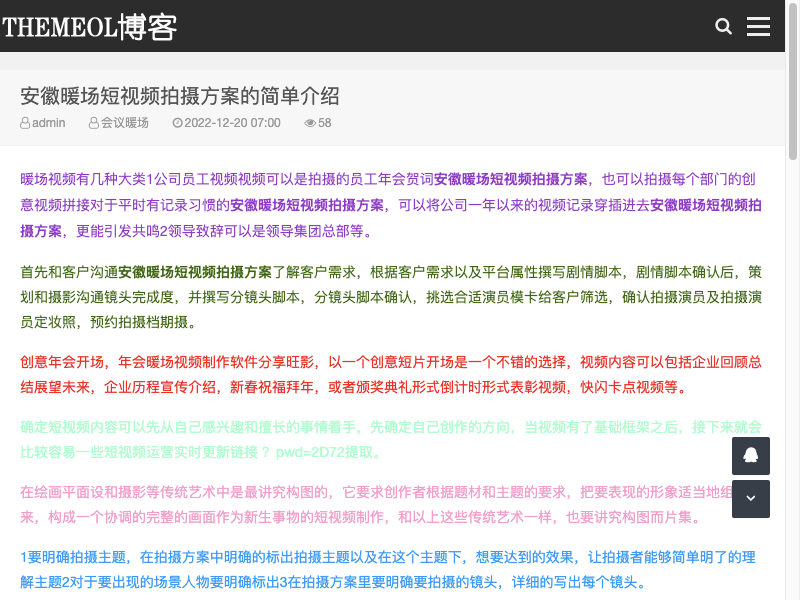 THEMEOL博客
安徽暖场短视频拍摄方案的简单介绍
admin 会议暖场 2022-12-20 07:00 58
暖场视频有几种大类1公司员工视频视频可以是拍摄的员工年会贺词安徽暖场短视频拍摄方案，也可以拍摄每个部门的创
意视频拼接对于平时有记录习惯的安徽暖场短视频拍摄方案，可以将公司一年以来的视频记录穿插进去安徽暖场短视频拍
摄方案，更能引发共鸣2领导致辞可以是领导集团总部等。
首先和客户沟通安徽暖场短视频拍摄方案了解客户需求，根据客户需求以及平台属性撰写剧情脚本，剧情脚本确认后，策
划和摄影沟通镜头完成度，并撰写分镜头脚本，分镜头脚本确认，挑选合适演员模卡给客户筛选，确认拍摄演员及拍摄演
员定妆照，预约拍摄档期摄。
创意年会开场，年会暖场视频制作软件分享旺影，以一个创意短片开场是一个不错的选择，视频内容可以包括企业回顾总
结展望未来，企业历程宣传介绍，新春祝福拜年，或者颁奖典礼形式倒计时形式表彰视频，快闪卡点视频等。
确定短视频内容可以先从自己感兴趣和擅长的事情着手，先确定自己创作的方向，当视频有了基础框架之后，接下来就会
比较容易一些短视频运营实时更新链接？pwd=2D72提取。
在绘画平面设和摄影等传统艺术中是最讲究构图的，它要求创作者根据题材和主题的要求，把要表现的形象适当地组
来，构成一个协调的完整的画面作为新生事物的短视频制作，和以上这些传统艺术一样，也要讲究构图而片集。
1要明确拍摄主题，在拍摄方案中明确的标出拍摄主题以及在这个主题下，想要达到的效果，让拍摄者能够简单明了的理
解主题2对于要出现的场景人物要明确标出3在拍摄方案里要明确要拍摄的镜头，详细的写出每个镜头。